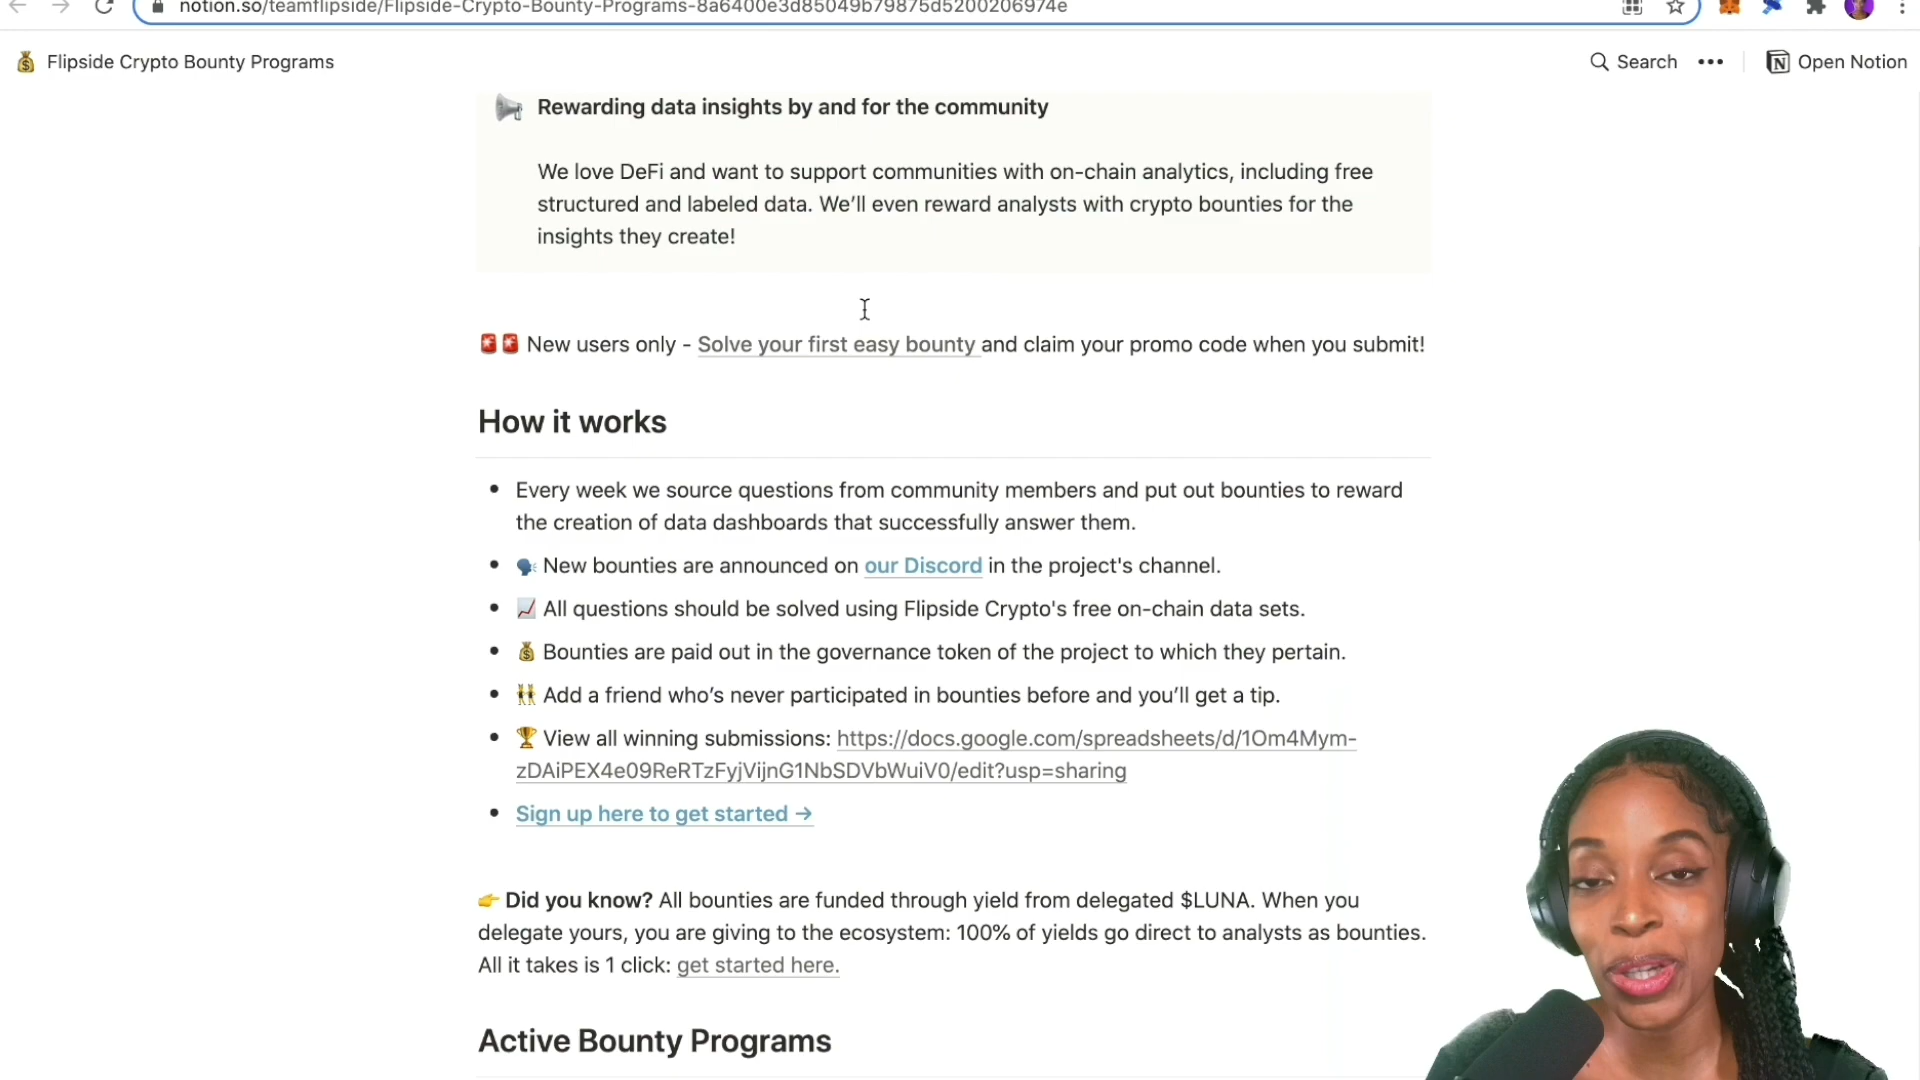 notion.so/teamflipside/Flipside-Crypto-Bounty-Programs-8a6400e3d85049b79875d5200206974e
Flipside Crypto Bounty Programs
Search
Open Notion
Rewarding data insights by and for the community
We love DeFi and want to support communities with on-chain analytics, including free
structured and labeled data. We’ll even reward analysts with crypto bounties for the
insights they create!
New users only - Solve your first easy bounty and claim your promo code when you submit!
How it works
Every week we source questions from community members and put out bounties to reward
the creation of data dashboards that successfully answer them.
New bounties are announced on our Discord in the project's channel.
All questions should be solved using Flipside Crypto's free on-chain data sets.
Bounties are paid out in the governance token of the project to which they pertain.
Add a friend who’s never participated in bounties before and you’ll get a tip.
View all winning submissions: https://docs.google.com/spreadsheets/d/1Om4Mym-
zDAiPEX4e09ReRTzFyjVijnG1NbSDVbWuiV0/edit?usp=sharing
Sign up here to get started →
Did you know? All bounties are funded through yield from delegated $LUNA. When you
delegate yours, you are giving to the ecosystem: 100% of yields go direct to analysts as bounties.
All it takes is 1 click: get started here.
Active Bounty Programs